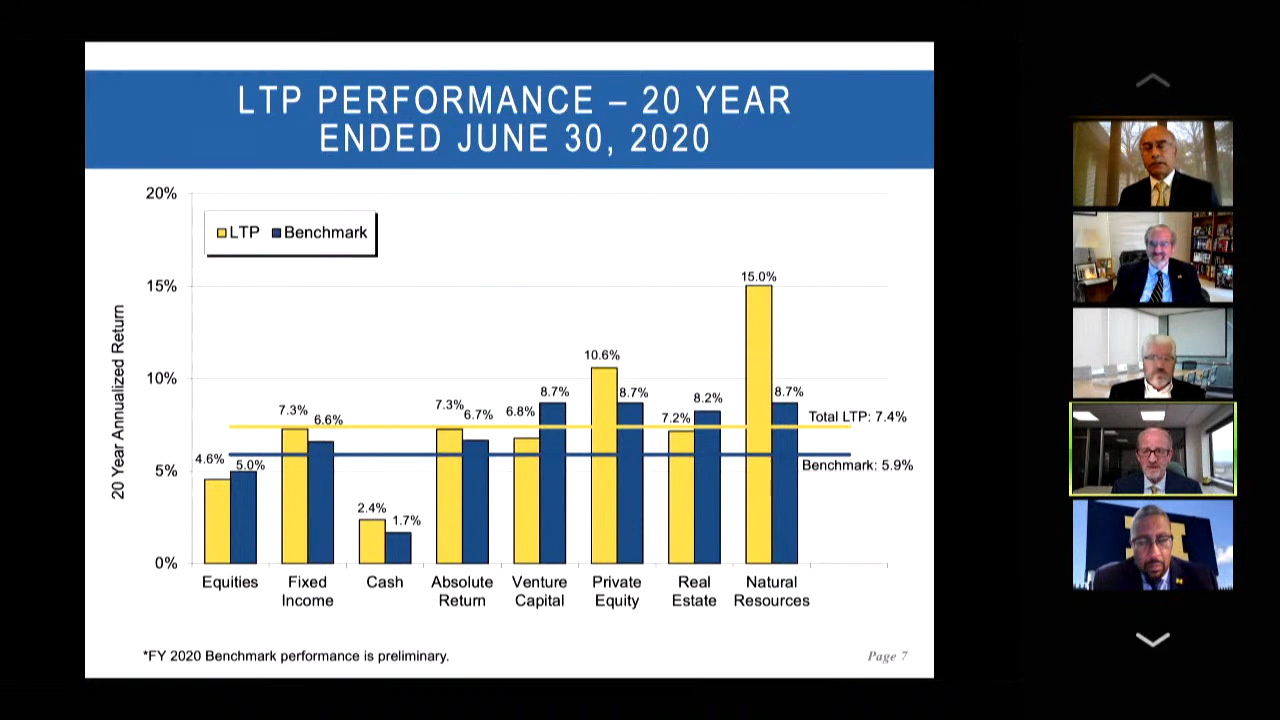 LTP PERFORMANCE – 20 YEAR
ENDED JUNE 30, 2020
20%
15%
10%
5%
0%
20 Year Annualized Return
LTP
Benchmark
4.6%
5.0%
7.3%
6.6%
2.4%
1.7%
7.3%
6.7%
6.8%
8.7%
10.6%
8.7%
7.2%
8.2%
15.0%
8.7%
Total LTP: 7.4%
Benchmark: 5.9%
Equities
Fixed
Income
Cash
Absolute
Return
Venture
Capital
Private
Equity
Real
Estate
Natural
Resources
*FY 2020 Benchmark performance is preliminary.
Page 7